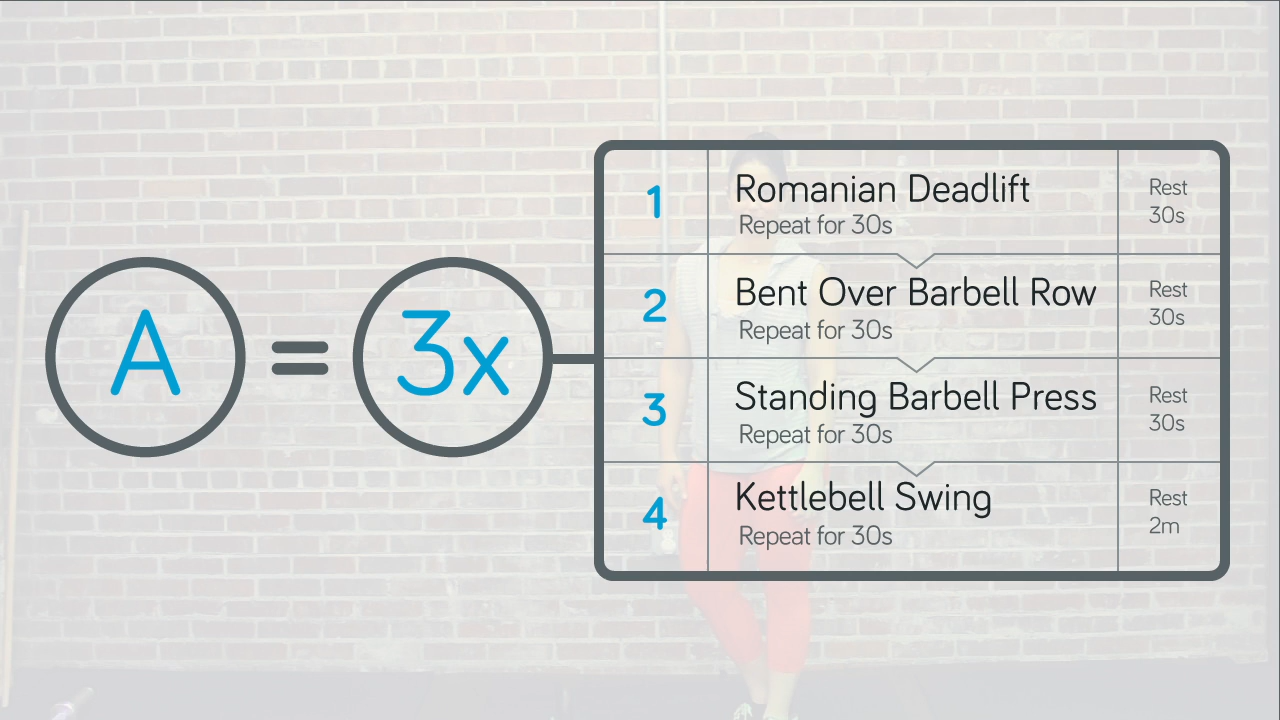 A = 3x
1
Romanian Deadlift
Repeat for 30s
Rest
30s
2
Bent Over Barbell Row
Repeat for 30s
Rest
30s
3
Standing Barbell Press
Repeat for 30s
Rest
30s
4
Kettlebell Swing
Repeat for 30s
Rest
2m